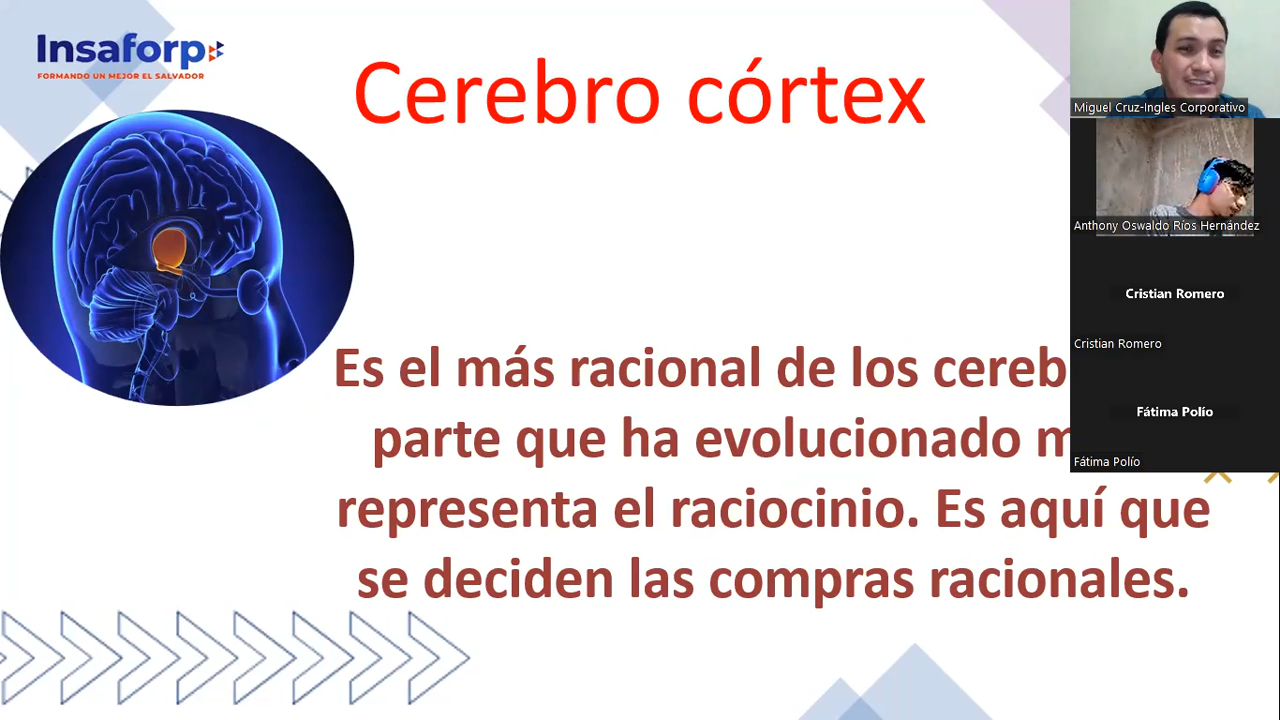 Insaforp
FORMANDO UN MEJOR EL SALVADOR
Cerebro córtex
Es el más racional de los
parte que ha evolucionado
representa el raciocinio. Es aquí que
se deciden las compras racionales.
Miguel Cruz-Ingles Corporativo
Anthony Oswaldo Ríos Hernández
Cristian Romero
Cristian Romero
Fátima Polío
Fátima Polío